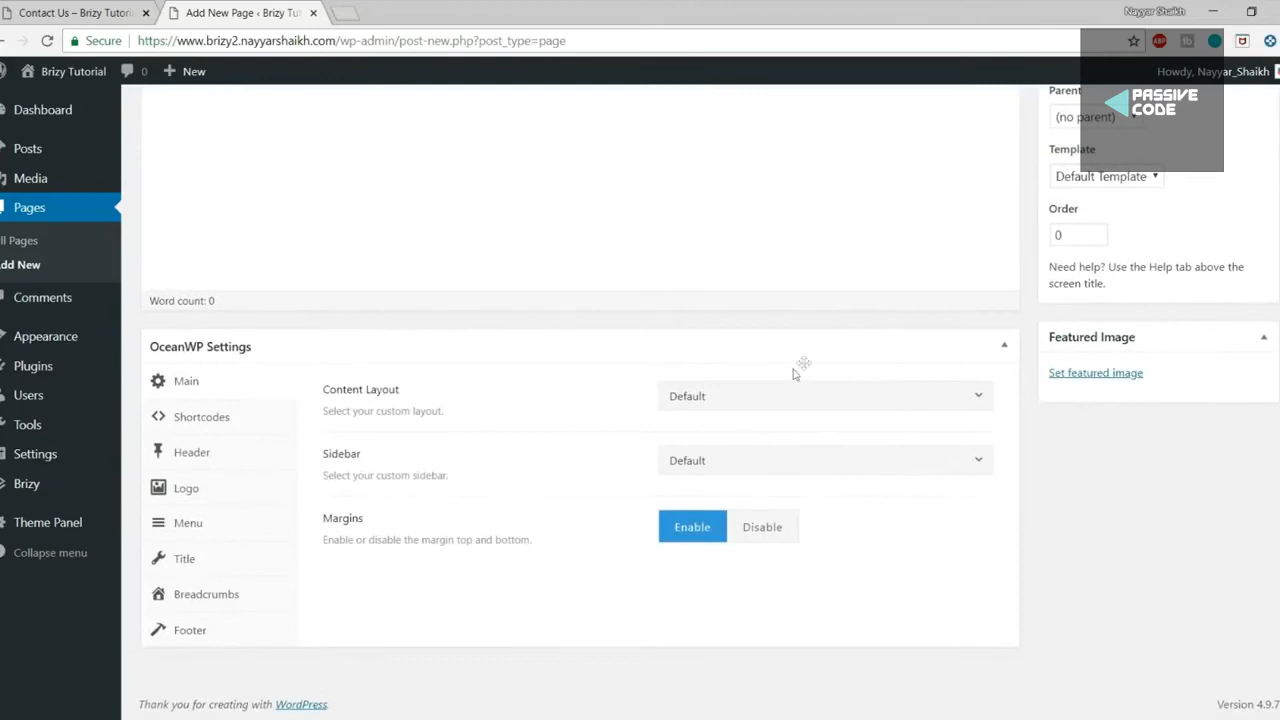 Contact Us – Brizy Tutoria
Add New Page ‹ Brizy Tut
Nayyar Shaikh
Secure
https://www.brizy2.nayyarshaikh.com/wp-admin/post-new.php?post_type=page
ABP
Brizy Tutorial
0
New
Howdy, Nayyar_Shaikh
PASSIVE
CODE
Dashboard
Posts
Media
Pages
ll Pages
dd New
Comments
Appearance
Plugins
Users
Tools
Settings
Brizy
Theme Panel
Collapse menu
Word count: 0
OceanWP Settings
Main
Shortcodes
Header
Logo
Menu
Title
Breadcrumbs
Footer
Content Layout
Select your custom layout.
Default
Sidebar
Select your custom sidebar.
Default
Margins
Enable or disable the margin top and bottom.
Enable
Disable
Parent
(no parent)
Template
Default Template
Order
0
Need help? Use the Help tab above the
screen title.
Featured Image
Set featured image
Thank you for creating with WordPress.
Version 4.9.7